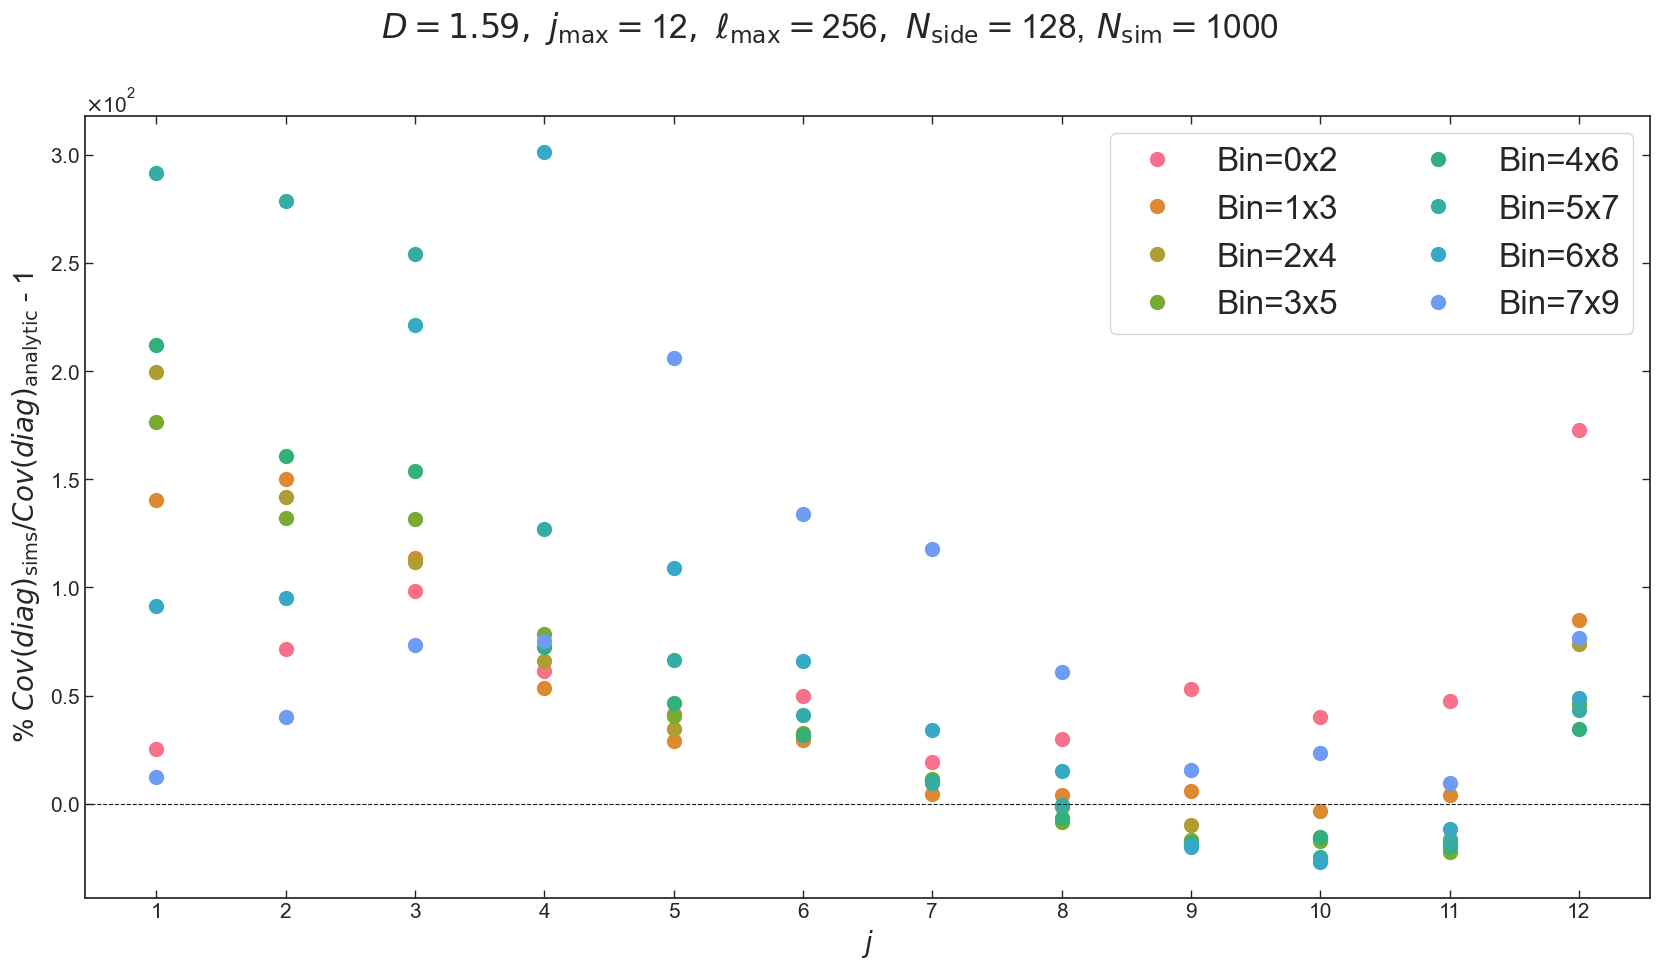 D = 1.59, j_max = 12, ℓ_max = 256, N_side = 128, N_sim = 1000
×10²
% Cov(diag)_sims/Cov(diag)_analytic - 1
3.0
2.5
2.0
1.5
1.0
0.5
0.0
Bin=0x2
Bin=1x3
Bin=2x4
Bin=3x5
Bin=4x6
Bin=5x7
Bin=6x8
Bin=7x9
1 2 3 4 5 6 7 8 9 10 11 12
j